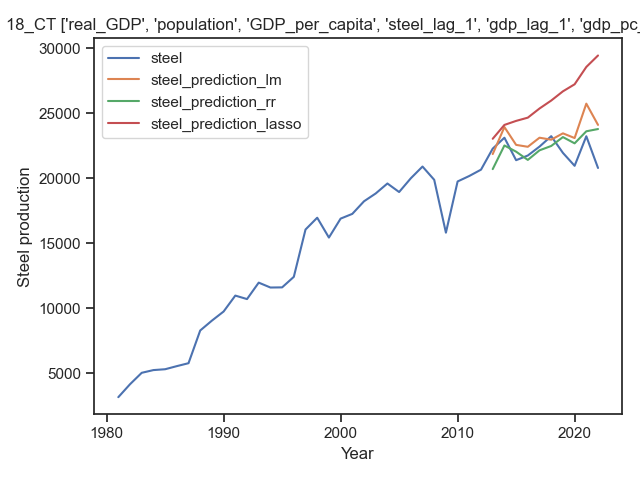 18_CT ['real_GDP', 'population', 'GDP_per_capita', 'steel_lag_1', 'gdp_lag_1', 'gdp_pc_
30000
25000
20000
15000
10000
5000
steel
steel_prediction_lm
steel_prediction_rr
steel_prediction_lasso
Steel production
1980
1990
2000
2010
2020
Year